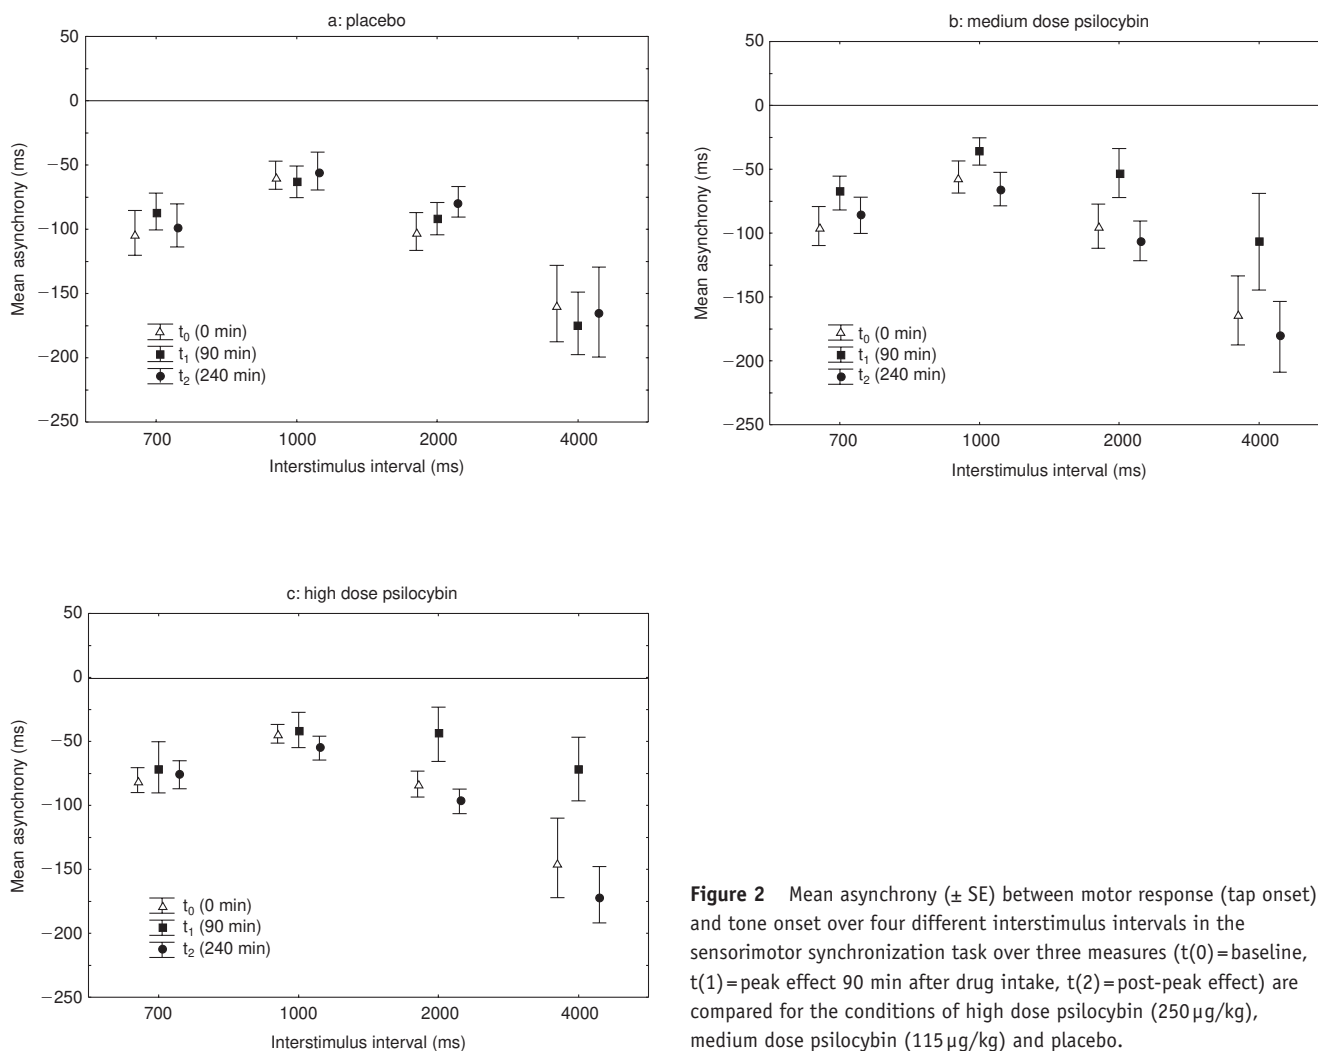 a: placebo
50
0
−50
−100
−150
−200
−250
Mean asynchrony (ms)
t0 (0 min)
t1 (90 min)
t2 (240 min)
700 1000 2000 4000
Interstimulus interval (ms)
b: medium dose psilocybin
50
0
−50
−100
−150
−200
−250
Mean asynchrony (ms)
t0 (0 min)
t1 (90 min)
t2 (240 min)
700 1000 2000 4000
Interstimulus interval (ms)
c: high dose psilocybin
50
0
−50
−100
−150
−200
−250
Mean asynchrony (ms)
t0 (0 min)
t1 (90 min)
t2 (240 min)
700 1000 2000 4000
Interstimulus interval (ms)
Figure 2 Mean asynchrony (± SE) between motor response (tap onset)
and tone onset over four different interstimulus intervals in the
sensorimotor synchronization task over three measures (t(0)=baseline,
t(1)=peak effect 90 min after drug intake, t(2)=post-peak effect) are
compared for the conditions of high dose psilocybin (250 µg/kg),
medium dose psilocybin (115 µg/kg) and placebo.